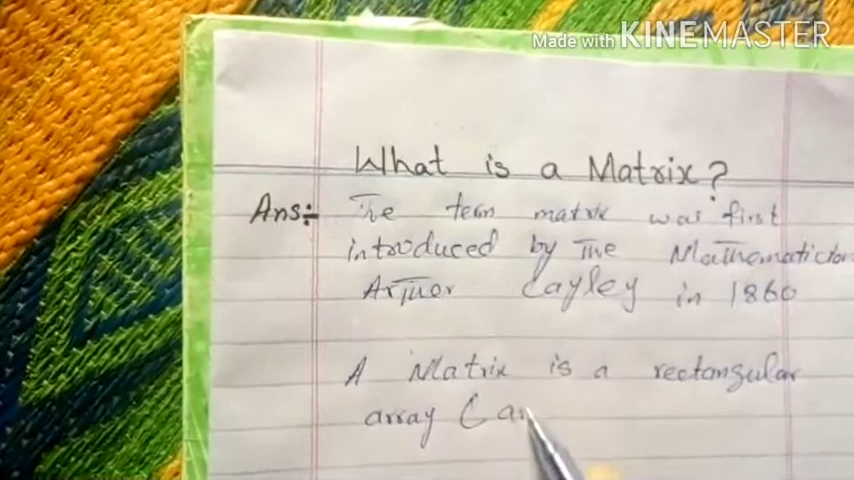 Made with KINEMASTER
What is a Matrix?
Ans:- The term matrix was first
introduced by The Mathematician
Arther Cayley in 1860
A Matrix is a rectangular
array (